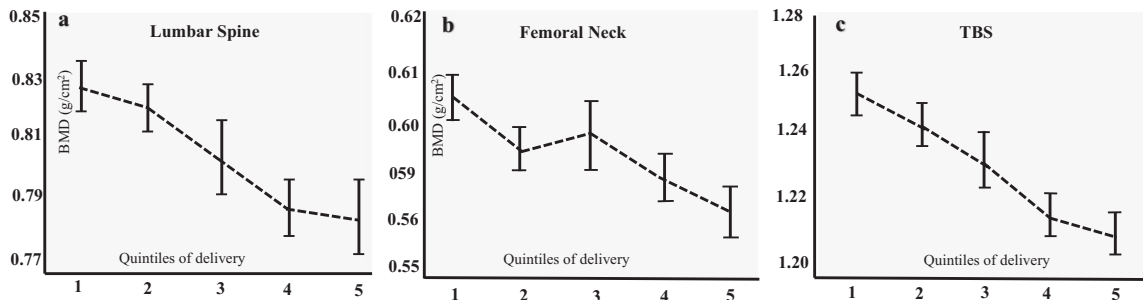 a
Lumbar Spine
BMD (g/cm²)
0.85
0.83
0.81
0.79
0.77
Quintiles of delivery
1 2 3 4 5
b
Femoral Neck
BMD (g/cm²)
0.62
0.61
0.60
0.59
0.56
0.55
Quintiles of delivery
1 2 3 4 5
c
TBS
1.28
1.26
1.24
1.22
1.20
Quintiles of delivery
1 2 3 4 5